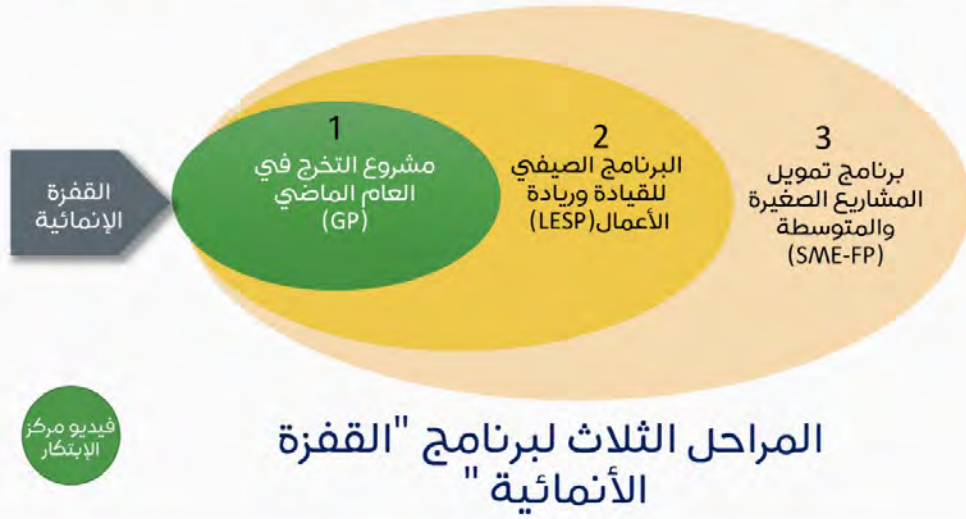 القفزة
الإنمائية
1
مشروع التخرج في
العام الماضي
(GP)
2
البرنامج الصيفي
للقيادة وريادة
الأعمال(LESP)
3
برنامج تمويل
المشاريع الصغيرة
والمتوسطة
(SME-FP)
فيديو مركز
الإبتكار
المراحل الثلاث لبرنامج "القفزة
الأنمائية "